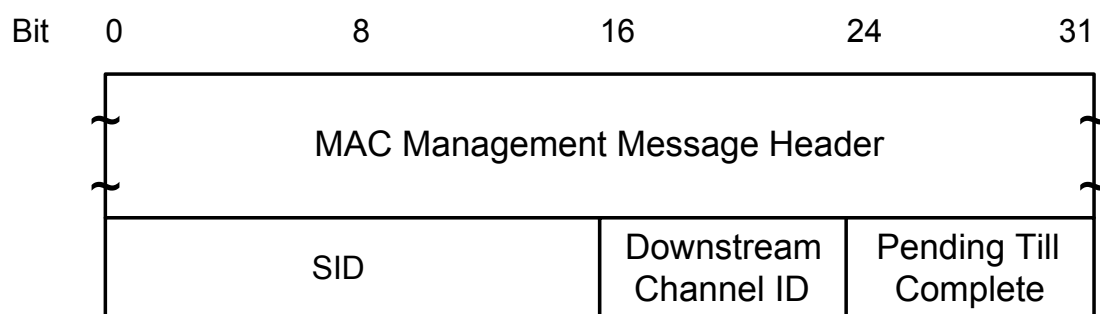 Bit 0 8 16 24 31
MAC Management Message Header
SID
Downstream
Channel ID
Pending Till
Complete